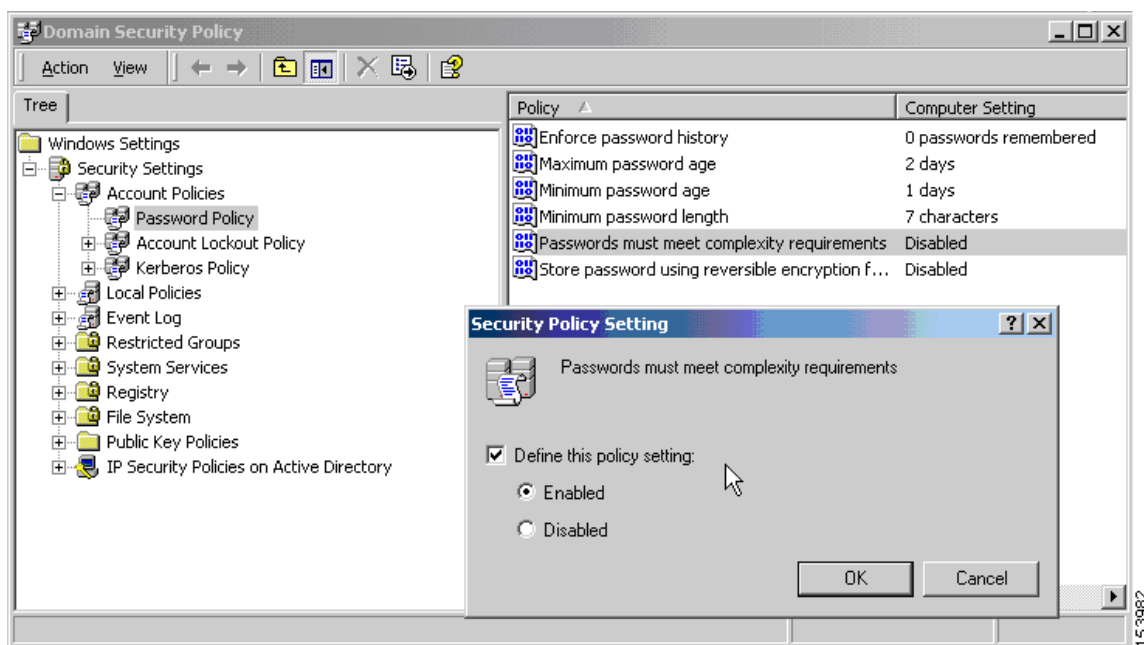 Domain Security Policy
Action View
Tree
Policy Computer Setting
Windows Settings
Security Settings
Account Policies
Password Policy
Account Lockout Policy
Kerberos Policy
Local Policies
Event Log
Restricted Groups
System Services
Registry
File System
Public Key Policies
IP Security Policies on Active Directory
Enforce password history 0 passwords remembered
Maximum password age 2 days
Minimum password age 1 days
Minimum password length 7 characters
Passwords must meet complexity requirements Disabled
Store password using reversible encryption f... Disabled
Security Policy Setting
Passwords must meet complexity requirements
Define this policy setting:
Enabled
Disabled
OK Cancel
153982